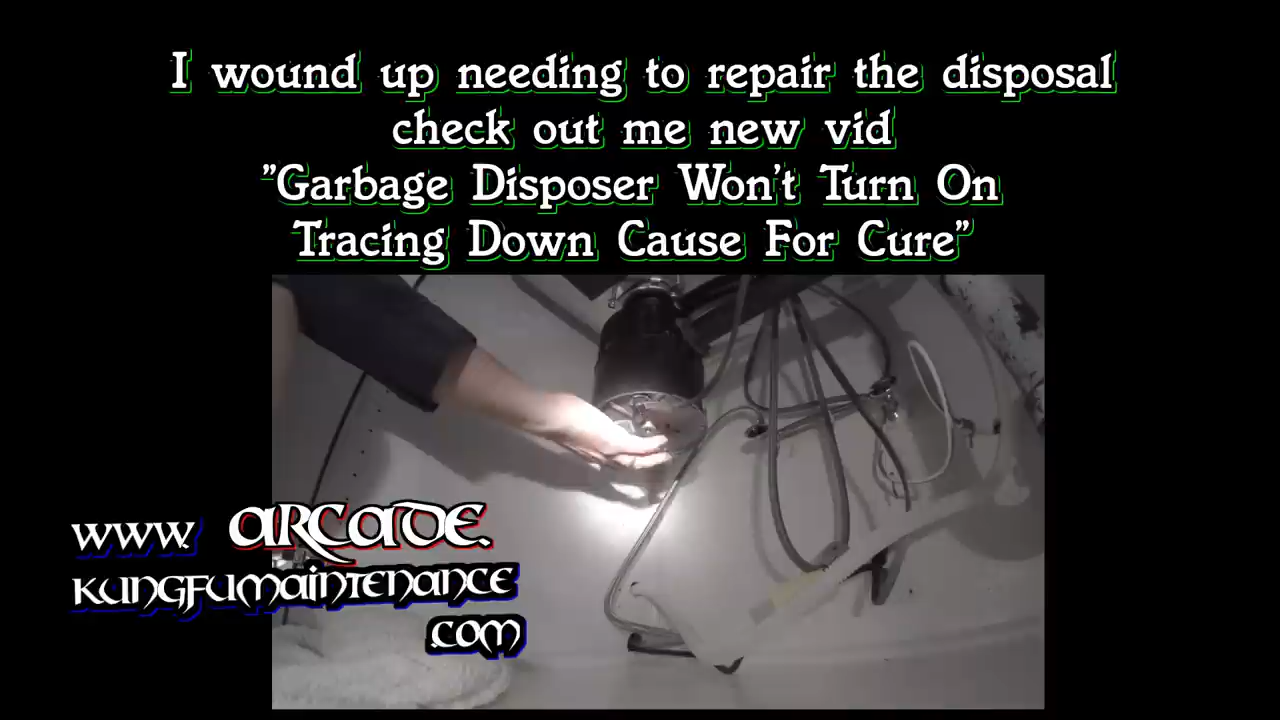 I wound up needing to repair the disposal
check out me new vid
"Garbage Disposer Won't Turn On
Tracing Down Cause For Cure"
www. ARCADE.
KUNGFUMAINTENANCE
.COM